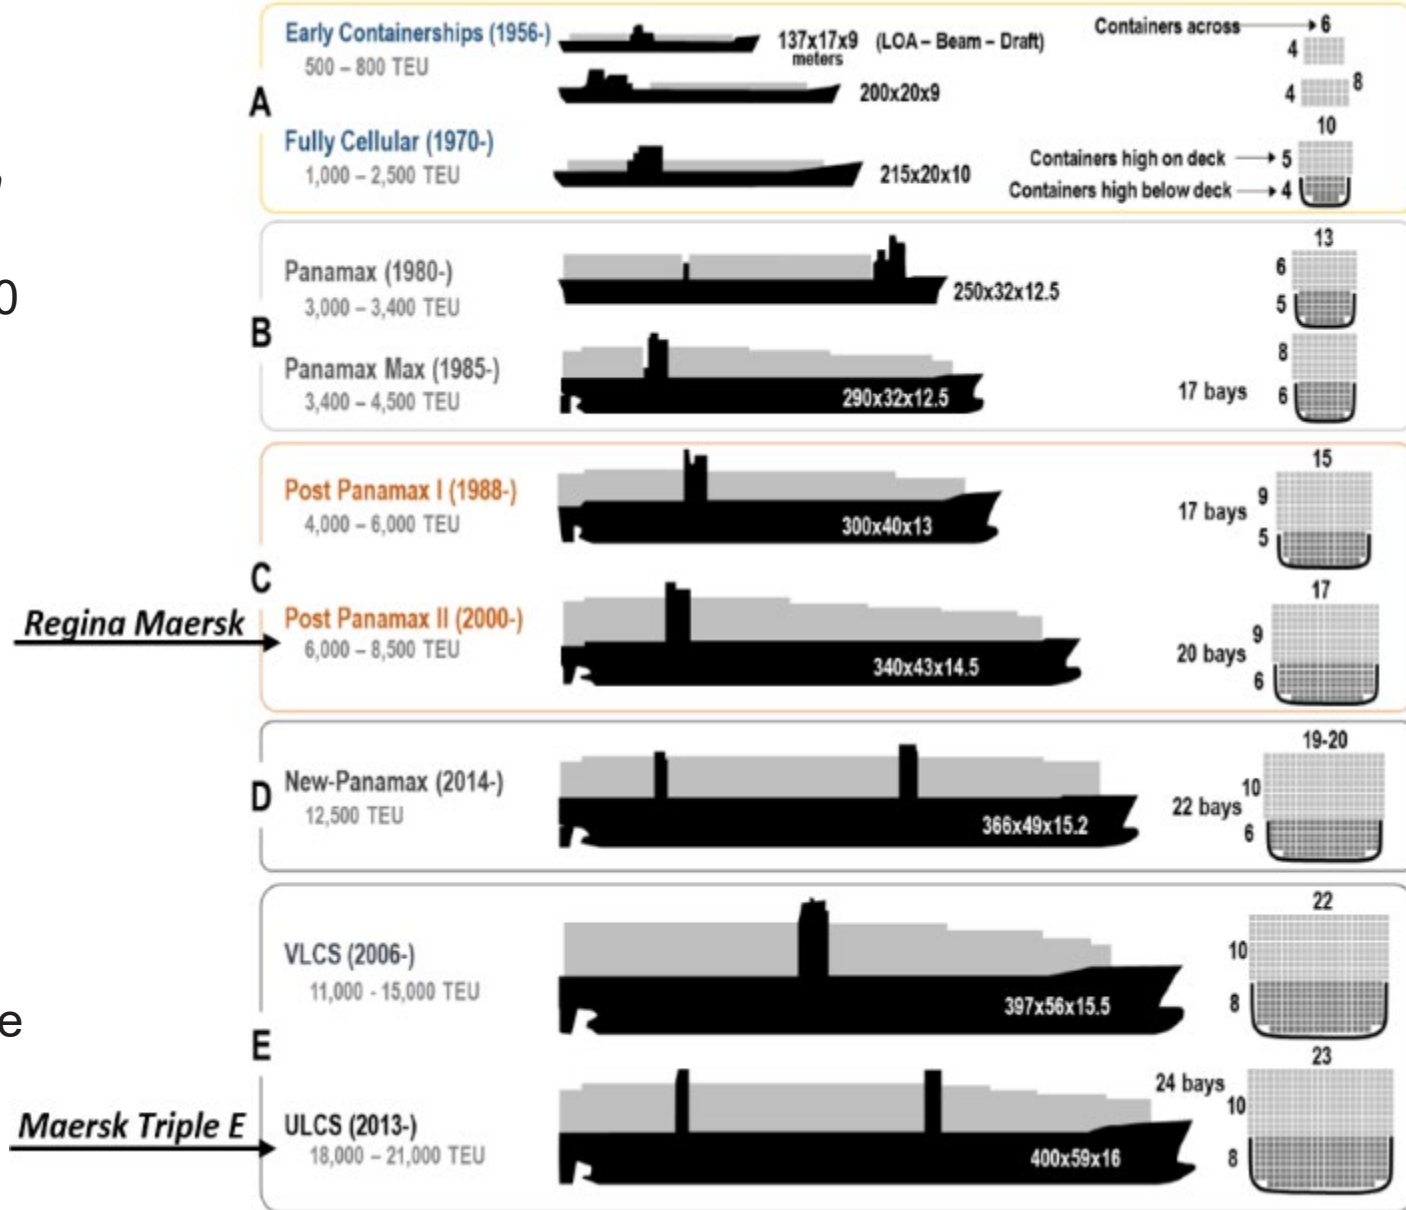 Early Containerships (1956-)
500 – 800 TEU
137x17x9 (LOA – Beam – Draft)
meters
Containers across 6
4
200x20x9
4 8
A
Fully Cellular (1970-)
1,000 – 2,500 TEU
215x20x10
10
Containers high on deck 5
Containers high below deck 4
,
0
B
Panamax (1980-)
3,000 – 3,400 TEU
250x32x12.5
13
6
5
Panamax Max (1985-)
3,400 – 4,500 TEU
290x32x12.5
17 bays
8
6
C
Post Panamax I (1988-)
4,000 – 6,000 TEU
300x40x13
17 bays
15
9
5
Regina Maersk
Post Panamax II (2000-)
6,000 – 8,500 TEU
340x43x14.5
20 bays
17
9
6
D
New-Panamax (2014-)
12,500 TEU
366x49x15.2
22 bays
19-20
10
6
E
VLCS (2006-)
11,000 - 15,000 TEU
397x56x15.5
22
10
8
e
Maersk Triple E
ULCS (2013-)
18,000 – 21,000 TEU
400x59x16
24 bays
23
10
8